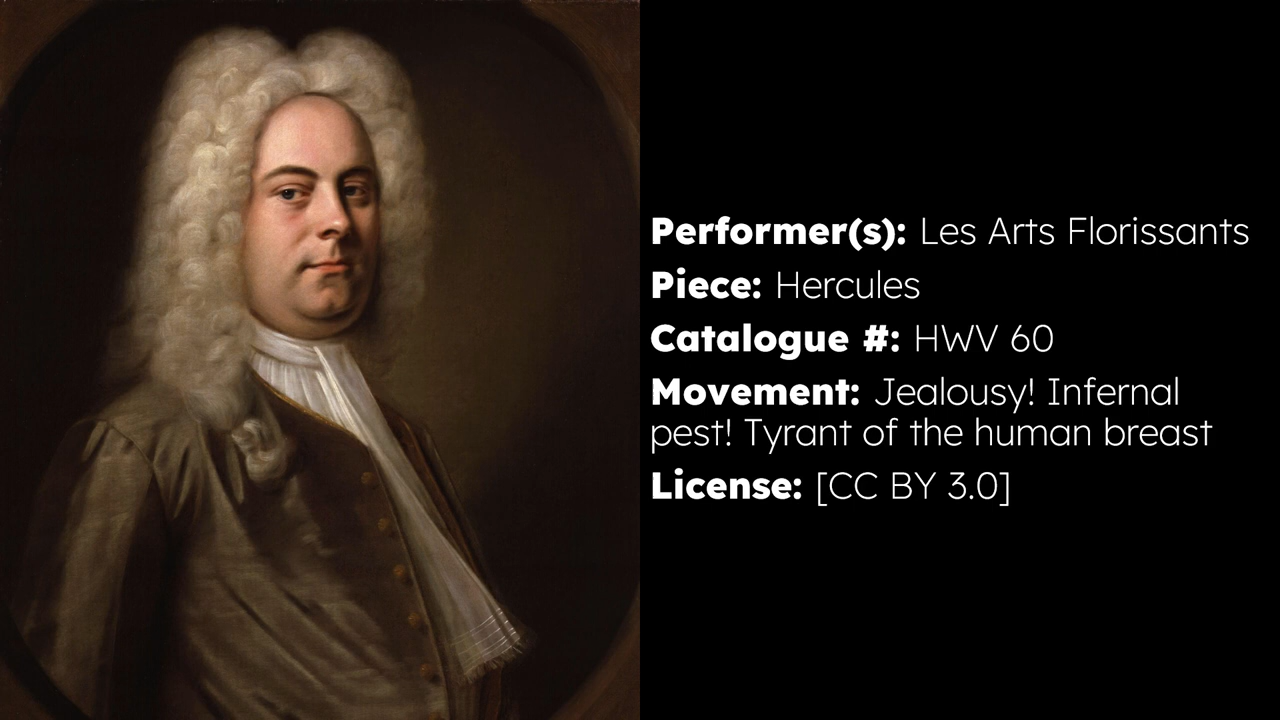 Performer(s): Les Arts Florissants
Piece: Hercules
Catalogue #: HWV 60
Movement: Jealousy! Infernal
pest! Tyrant of the human breast
License: [CC BY 3.0]